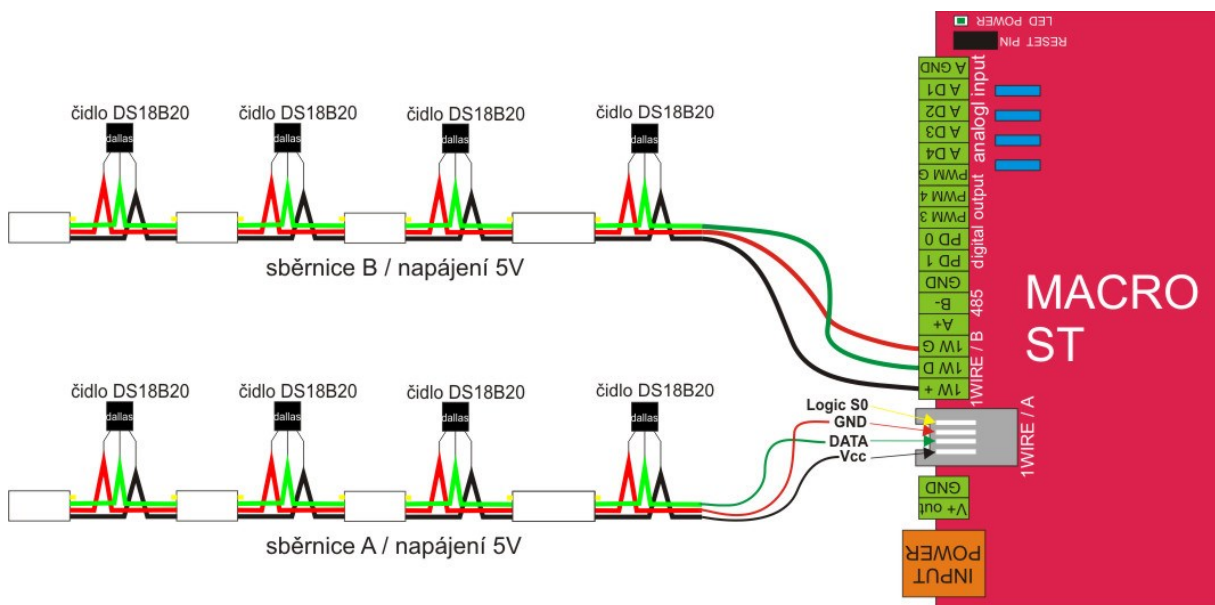 LED POWER
RESET PIN
A GND
A D1
A D2
A D3
A D4
analogl input
PWM G
PWM 4
PWM 3
PD 0
PD 1
digital output
GND
B-
A+
485
1W G
1W D
1W +
1WIRE / B
MACRO
ST
čidlo DS18B20
čidlo DS18B20
čidlo DS18B20
čidlo DS18B20
dallas
dallas
dallas
dallas
sběrnice B / napájení 5V
čidlo DS18B20
čidlo DS18B20
čidlo DS18B20
čidlo DS18B20
dallas
dallas
dallas
dallas
Logic S0
GND
DATA
Vcc
1WIRE / A
sběrnice A / napájení 5V
GND
V+ out
INPUT
POWER